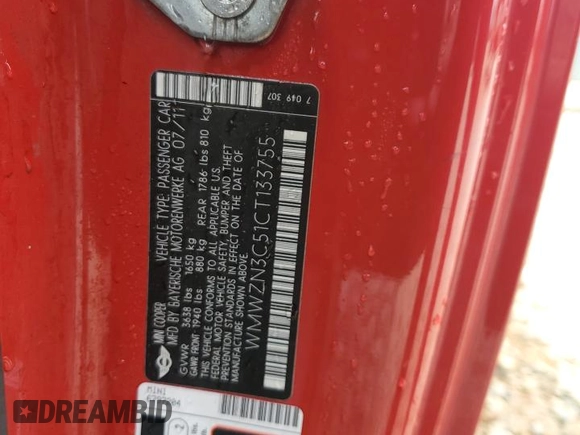 7 049 307
MINI COOPER VEHICLE TYPE: PASSENGER CAR
MFD BY BAYERISCHE MOTORENWERKE AG 07/11
GVWR 3638 lbs 1650 kg
GAWR FRONT 1940 lbs 880 kg REAR 1786 lbs 810 kg
THIS VEHICLE CONFORMS TO ALL APPLICABLE U.S.
FEDERAL MOTOR VEHICLE SAFETY, BUMPER AND THEFT
PREVENTION STANDARDS IN EFFECT ON THE DATE OF
MANUFACTURE SHOWN ABOVE.
WMWZN3C51CT133755
MINI
DREAMBID